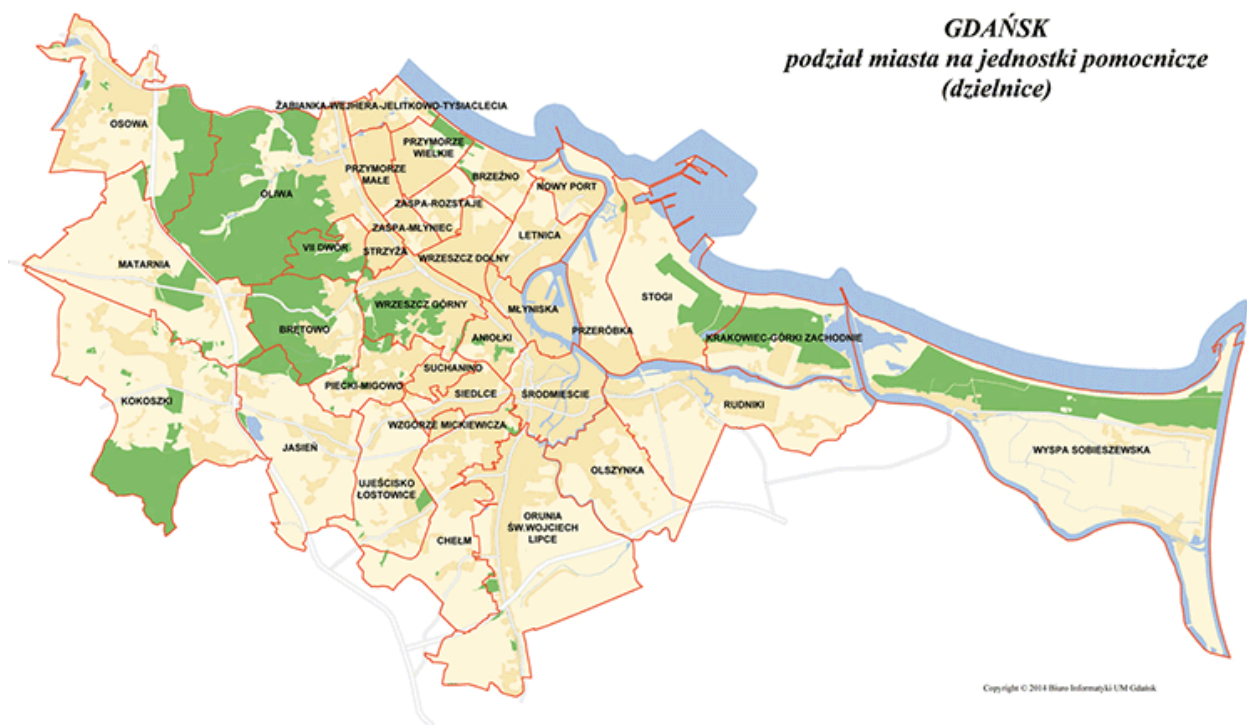 GDAŃSK
podział miasta na jednostki pomocnicze
(dzielnice)
ŻABIANKA-WEJHERA-JELITKOWO-TYSIĄCLECIA
OSOWA
PRZYMORZE
WIELKIE
PRZYMORZE
MAŁE
BRZEŹNO
NOWY PORT
OLIWA
ZASPA-ROZSTAJE
ZASPA-MŁYNIEC
LETNICA
VII DWÓR
STRZYŻA
WRZESZCZ DOLNY
MATARNIA
STOGI
WRZESZCZ GÓRNY
MŁYNISKA
BRĘTOWO
PRZERÓBKA
ANIOŁKI
KRAKOWIEC-GÓRKI ZACHODNIE
SUCHANINO
PIECKI-MIGOWO
SIEDLCE
ŚRÓDMIEŚCIE
KOKOSZKI
RUDNIKI
WZGÓRZE MICKIEWICZA
JASIEŃ
WYSPA SOBIESZEWSKA
OLSZYNKA
UJEŚCISKO
ŁOSTOWICE
ORUNIA
ŚW.WOJCIECH
LIPCE
CHEŁM
Copyright © 2014 Biuro Informatyki UM Gdańsk